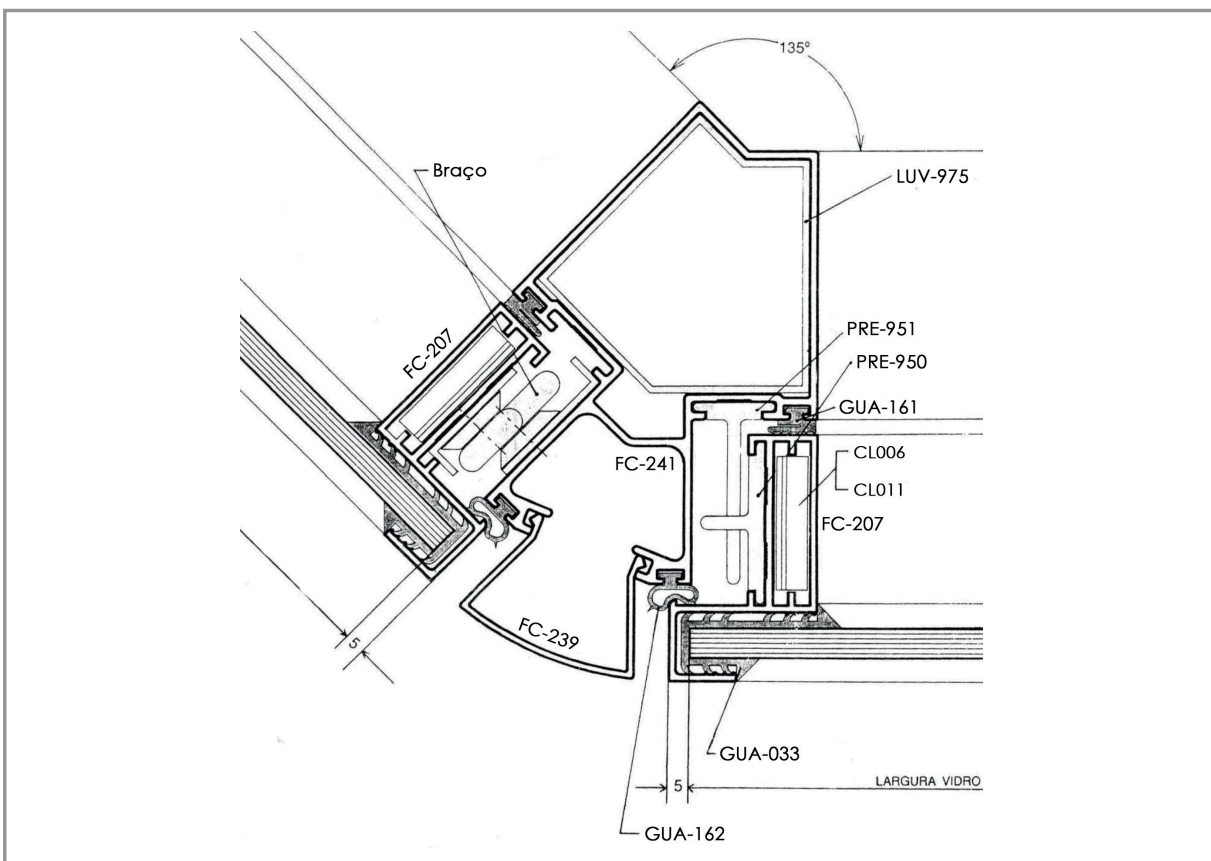 135º
Braço
LUV-975
PRE-951
PRE-950
FC-207
GUA-161
CL006
FC-241
CL011
FC-207
FC-239
5
GUA-033
LARGURA VIDRO
5
GUA-162